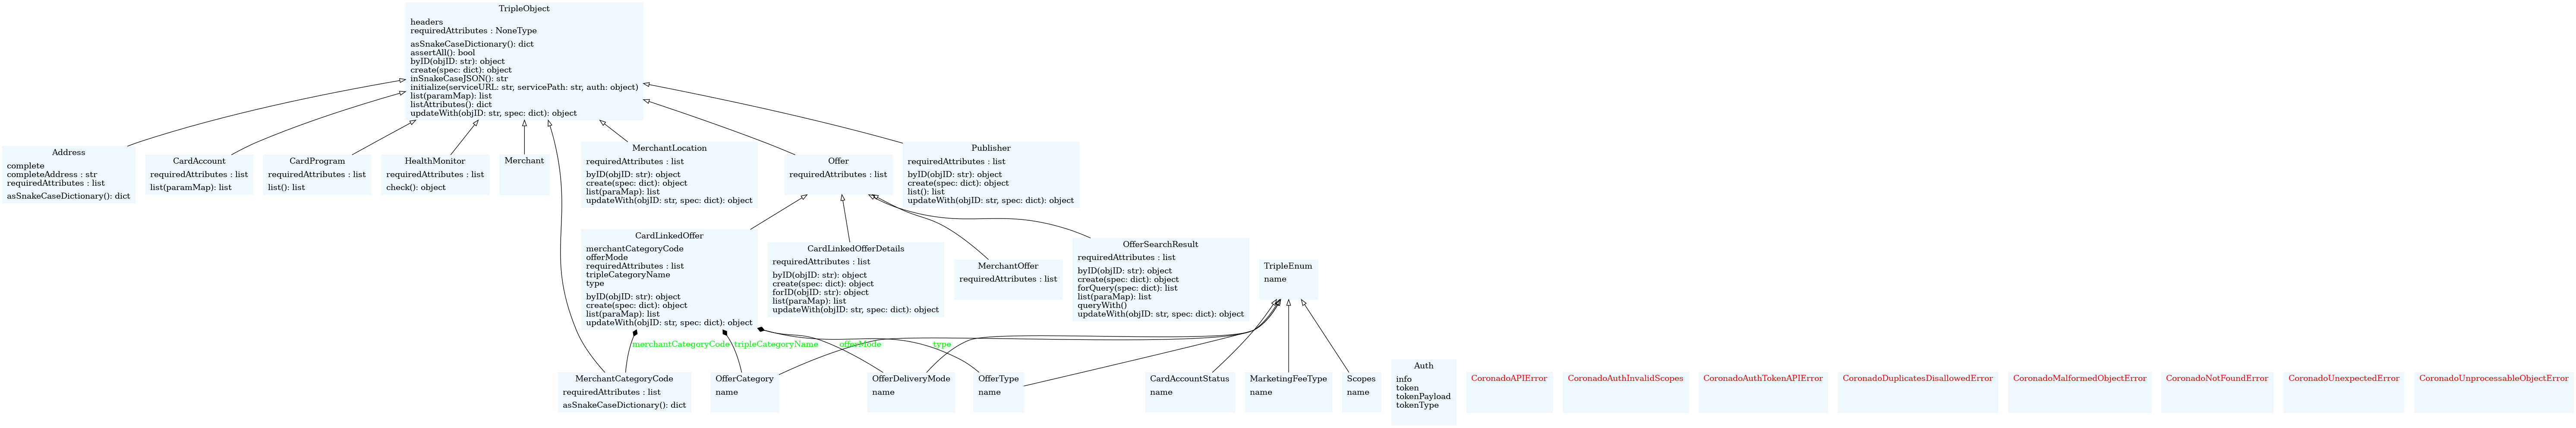 TripleObject
headers
requiredAttributes : NoneType
asSnakeCaseDictionary(): dict
assertAll(): bool
byID(objID: str): object
create(spec: dict): object
inSnakeCaseJSON(): str
initialize(serviceURL: str, servicePath: str, auth: object)
list(paramMap): list
listAttributes(): dict
updateWith(objID: str, spec: dict): object
Address
complete
completeAddress : str
requiredAttributes : list
asSnakeCaseDictionary(): dict
CardAccount
requiredAttributes : list
list(paramMap): list
CardProgram
requiredAttributes : list
list(): list
HealthMonitor
requiredAttributes : list
check(): object
Merchant
MerchantLocation
requiredAttributes : list
byID(objID: str): object
create(spec: dict): object
list(paraMap): list
updateWith(objID: str, spec: dict): object
Offer
requiredAttributes : list
Publisher
requiredAttributes : list
byID(objID: str): object
create(spec: dict): object
list(): list
updateWith(objID: str, spec: dict): object
CardLinkedOffer
merchantCategoryCode
offerMode
requiredAttributes : list
tripleCategoryName
type
byID(objID: str): object
create(spec: dict): object
list(paraMap): list
updateWith(objID: str, spec: dict): object
CardLinkedOfferDetails
requiredAttributes : list
byID(objID: str): object
create(spec: dict): object
forID(objID: str): object
list(paraMap): list
updateWith(objID: str, spec: dict): object
MerchantOffer
requiredAttributes : list
OfferSearchResult
requiredAttributes : list
byID(objID: str): object
create(spec: dict): object
forQuery(spec: dict): list
list(paraMap): list
queryWith()
updateWith(objID: str, spec: dict): object
TripleEnum
name
merchantCategoryCode
tripleCategoryName
offerMode
type
MerchantCategoryCode
requiredAttributes : list
asSnakeCaseDictionary(): dict
OfferCategory
name
OfferDeliveryMode
name
OfferType
name
CardAccountStatus
name
MarketingFeeType
name
Scopes
name
Auth
info
token
tokenPayload
tokenType
CoronadoAPIError
CoronadoAuthInvalidScopes
CoronadoAuthTokenAPIError
CoronadoDuplicatesDisallowedError
CoronadoMalformedObjectError
CoronadoNotFoundError
CoronadoUnexpectedError
CoronadoUnprocessableObjectError